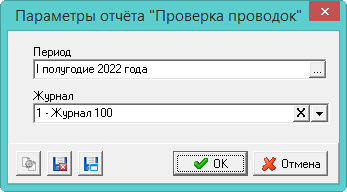 Параметры отчёта "Проверка проводок"
Период
I полугодие 2022 года
...
Журнал
1 - Журнал 100
OK
Отмена